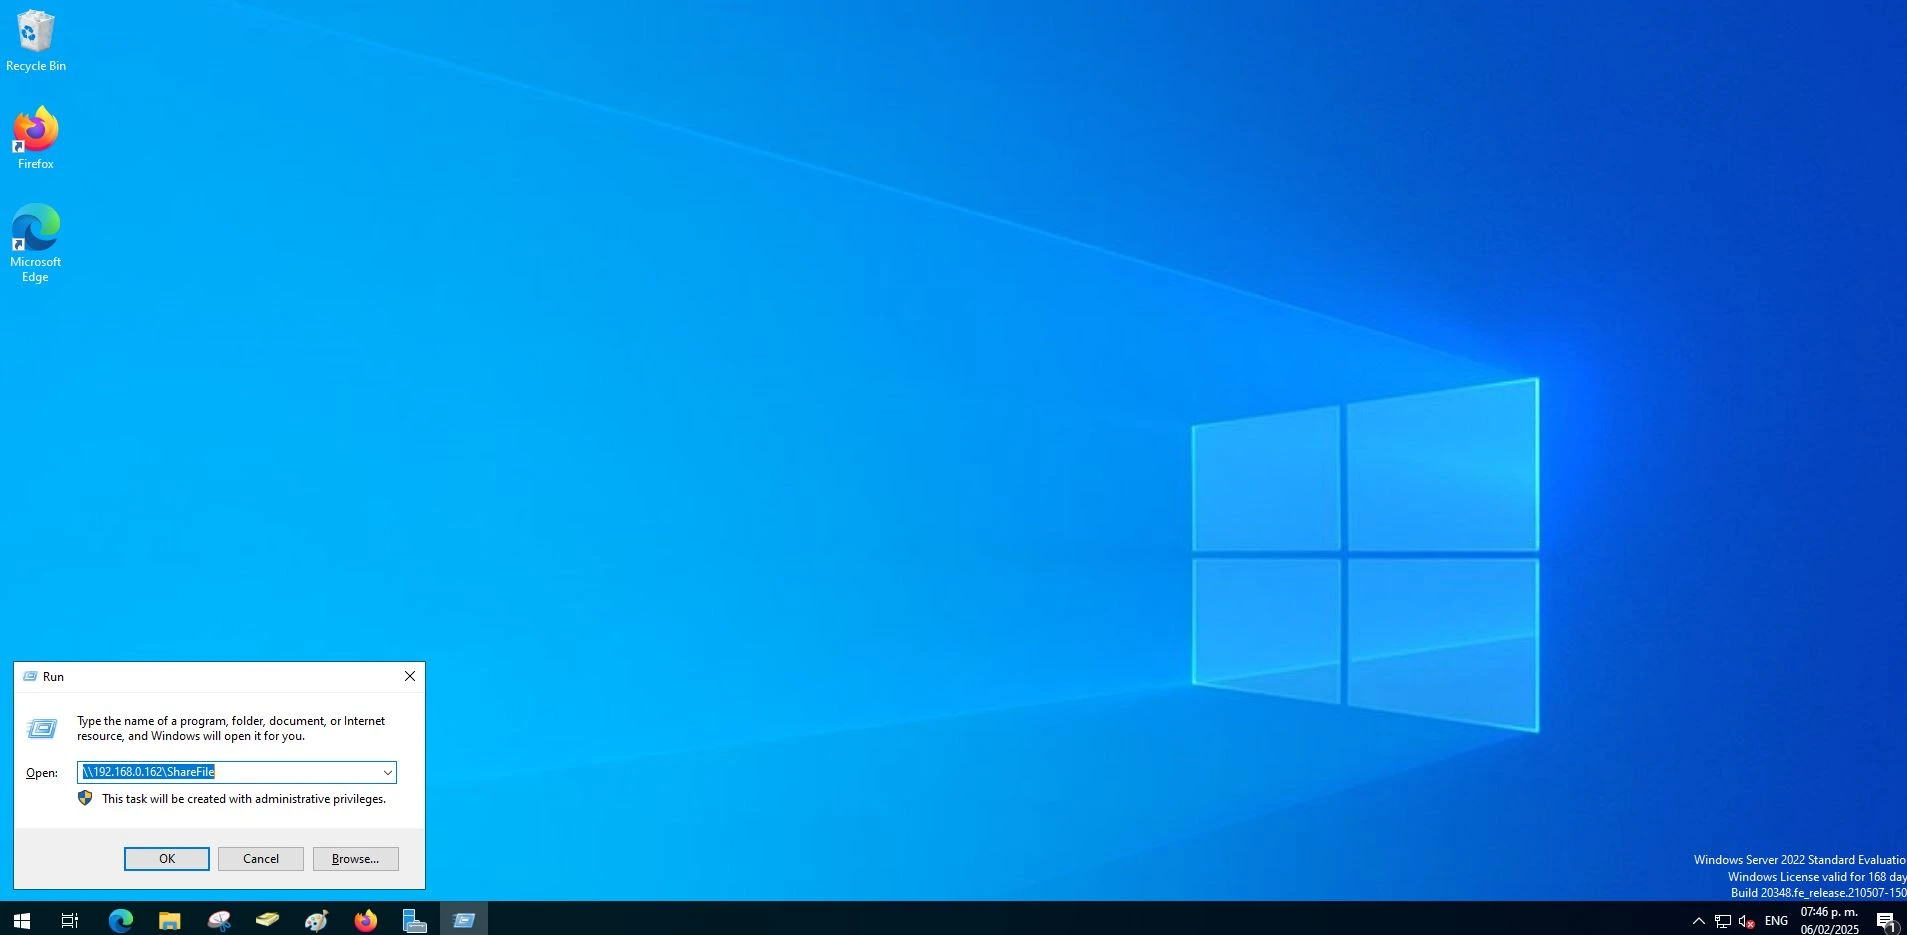 Recycle Bin
Firefox
Microsoft
Edge
Run
Type the name of a program, folder, document, or Internet
resource, and Windows will open it for you.
Open:
\\192.168.0.162\ShareFile
This task will be created with administrative privileges.
OK
Cancel
Browse...
Windows Server 2022 Standard Evaluatio
Windows License valid for 168 day
Build 20348.fe_release.210507-150
ENG
07:46 p. m.
06/02/2025
1